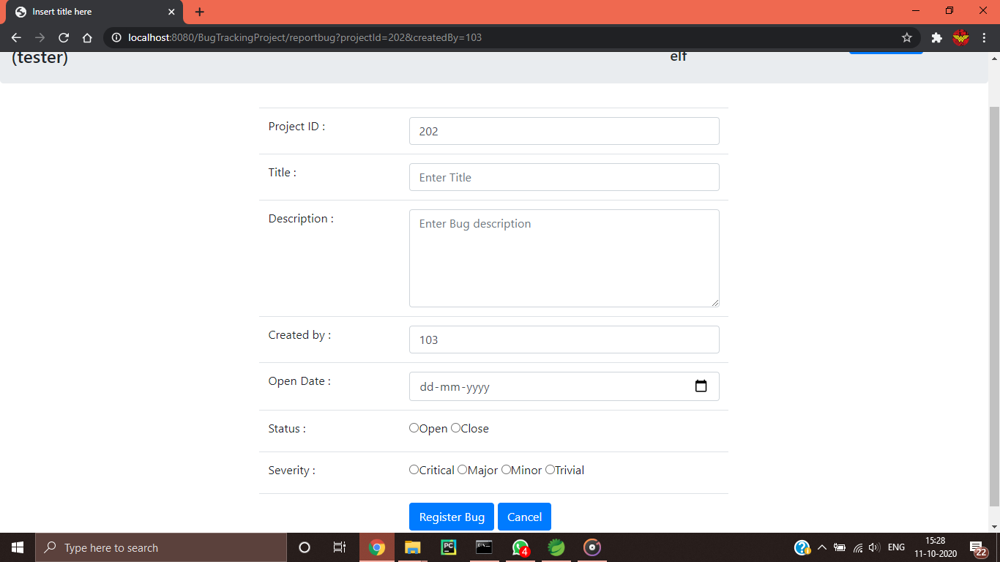 Insert title here
localhost:8080/BugTrackingProject/reportbug?projectId=202&createdBy=103
(tester) elf
Project ID : 202
Title : Enter Title
Description : Enter Bug description
Created by : 103
Open Date : dd-mm-yyyy
Status : Open Close
Severity : Critical Major Minor Trivial
Register Bug Cancel
Type here to search
PC
4
ENG
15:28
11-10-2020
22